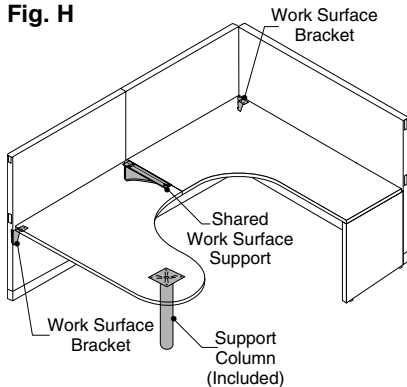 Fig. H
Work Surface
Bracket
Shared
Work Surface
Support
Work Surface
Bracket
Support
Column
(Included)